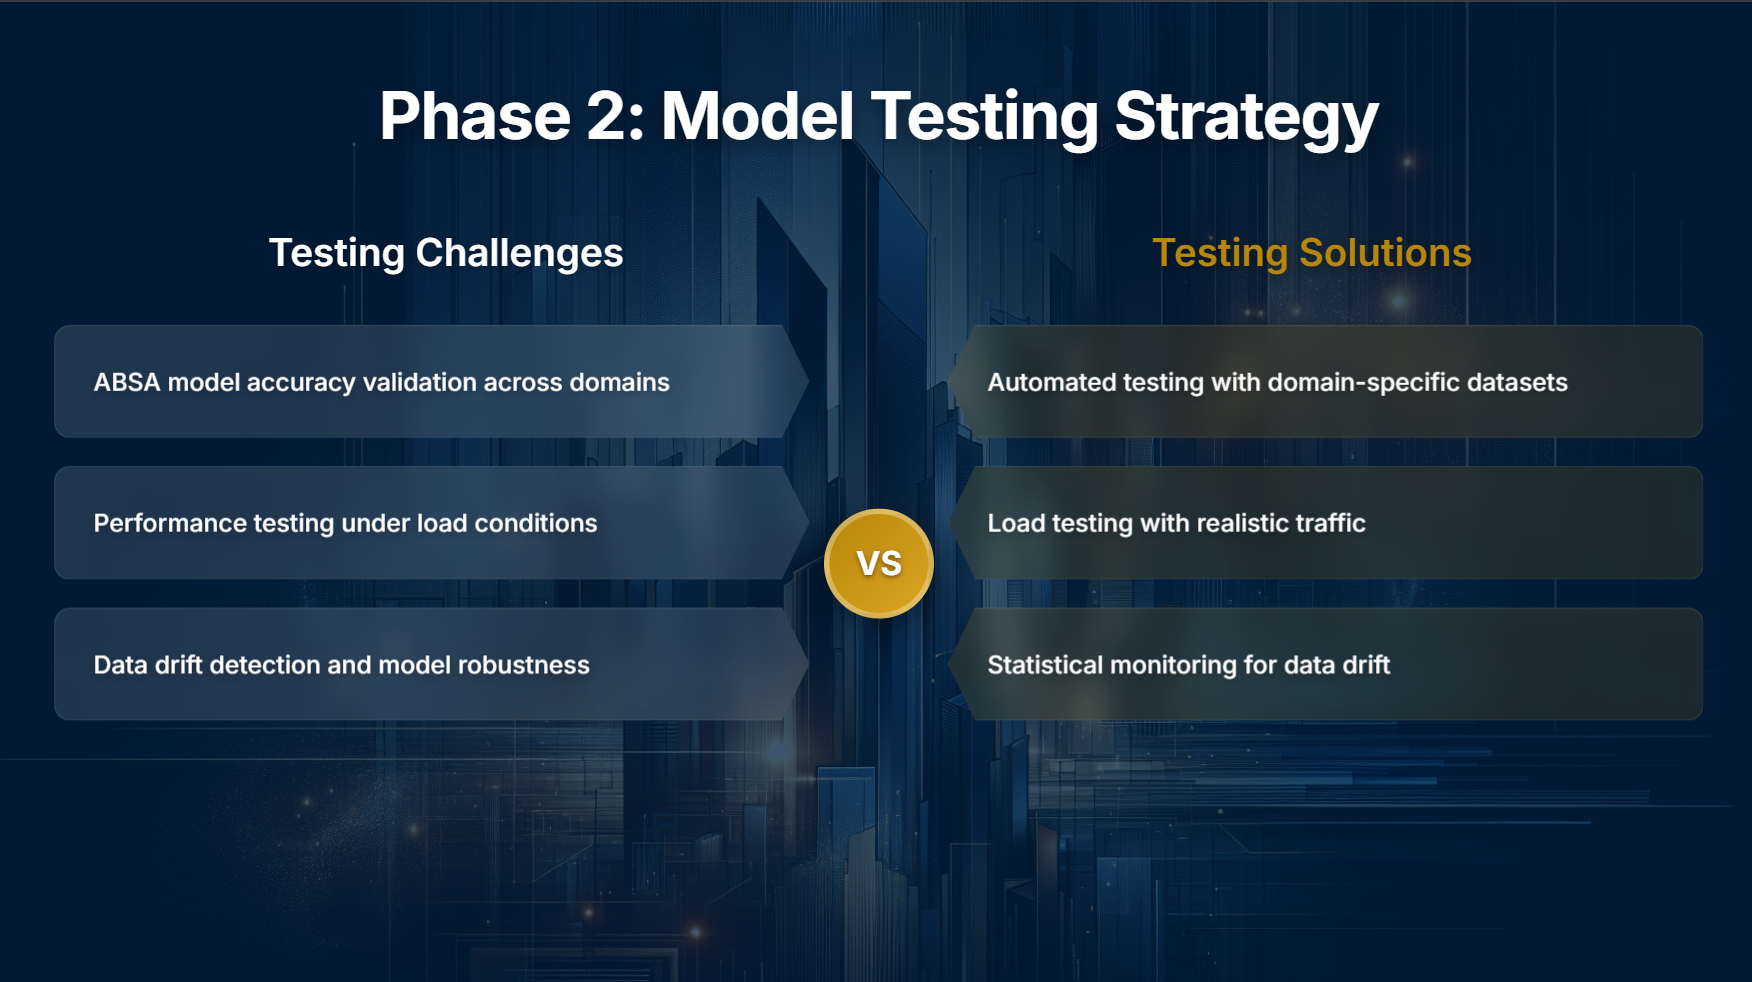 Phase 2: Model Testing Strategy
Testing Challenges
ABSA model accuracy validation across domains
Performance testing under load conditions
Data drift detection and model robustness
VS
Testing Solutions
Automated testing with domain-specific datasets
Load testing with realistic traffic
Statistical monitoring for data drift